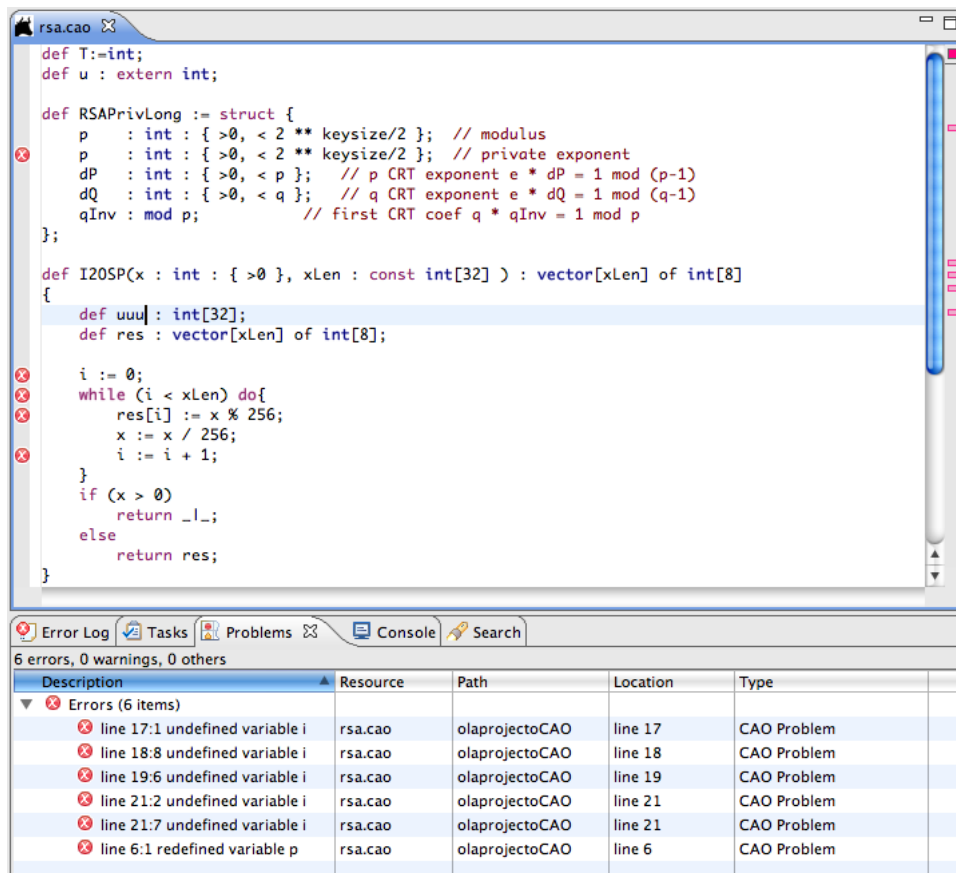 rsa.cao
def T:=int;
def u : extern int;
def RSAPrivLong := struct {
p : int : { >0, < 2 ** keysize/2 }; // modulus
p : int : { >0, < 2 ** keysize/2 }; // private exponent
dP : int : { >0, < p }; // p CRT exponent e * dP = 1 mod (p-1)
dQ : int : { >0, < q }; // q CRT exponent e * dQ = 1 mod (q-1)
qInv : mod p; // first CRT coef q * qInv = 1 mod p
};
def I2OSP(x : int : { >0 }, xLen : const int[32] ) : vector[xLen] of int[8]
{
def uuu : int[32];
def res : vector[xLen] of int[8];
i := 0;
while (i < xLen) do{
res[i] := x % 256;
x := x / 256;
i := i + 1;
}
if (x > 0)
return _|_;
else
return res;
}
Error Log Tasks Problems Console Search
6 errors, 0 warnings, 0 others
Description Resource Path Location Type
Errors (6 items)
line 17:1 undefined variable i rsa.cao olaprojectoCAO line 17 CAO Problem
line 18:8 undefined variable i rsa.cao olaprojectoCAO line 18 CAO Problem
line 19:6 undefined variable i rsa.cao olaprojectoCAO line 19 CAO Problem
line 21:2 undefined variable i rsa.cao olaprojectoCAO line 21 CAO Problem
line 21:7 undefined variable i rsa.cao olaprojectoCAO line 21 CAO Problem
line 6:1 redefined variable p rsa.cao olaprojectoCAO line 6 CAO Problem